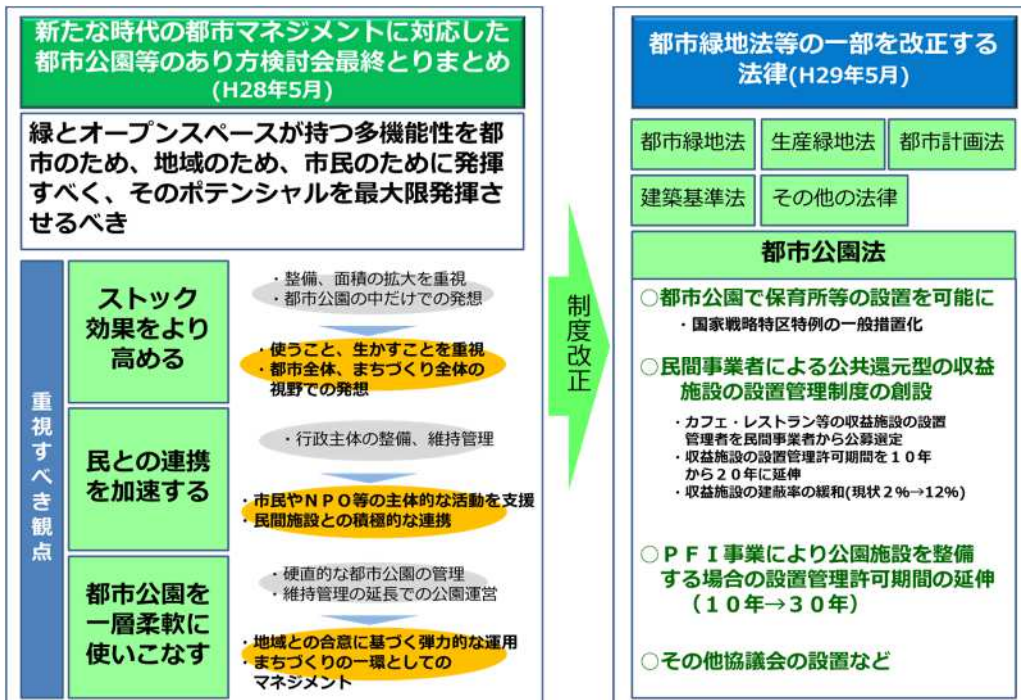 新たな時代の都市マネジメントに対応した
都市公園等のあり方検討会最終とりまとめ
(H28年5月)
緑とオープンスペースが持つ多機能性を都
市のため、地域のため、市民のために発揮
すべく、そのポテンシャルを最大限発揮さ
せるべき
重視すべき観点
ストック
効果をより
高める
・整備、面積の拡大を重視
・都市公園の中だけでの発想
・使うこと、生かすことを重視
・都市全体、まちづくり全体の
視野での発想
民との連携
を加速する
・行政主体の整備、維持管理
・市民やNPO等の主体的な活動を支援
・民間施設との積極的な連携
都市公園を
一層柔軟に
使いこなす
・硬直的な都市公園の管理
・維持管理の延長での公園運営
・地域との合意に基づく弾力的な運用
・まちづくりの一環としての
マネジメント
制度改正
都市緑地法等の一部を改正する
法律(H29年5月)
都市緑地法
生産緑地法
都市計画法
建築基準法
その他の法律
都市公園法
○都市公園で保育所等の設置を可能に
・国家戦略特区特例の一般措置化
○民間事業者による公共還元型の収益
施設の設置管理制度の創設
・カフェ・レストラン等の収益施設の設置
管理者を民間事業者から公募選定
・収益施設の設置管理許可期間を10年
から20年に延伸
・収益施設の建蔽率の緩和(現状2%→12%)
○PFI事業により公園施設を整備
する場合の設置管理許可期間の延伸
(10年→30年)
○その他協議会の設置など